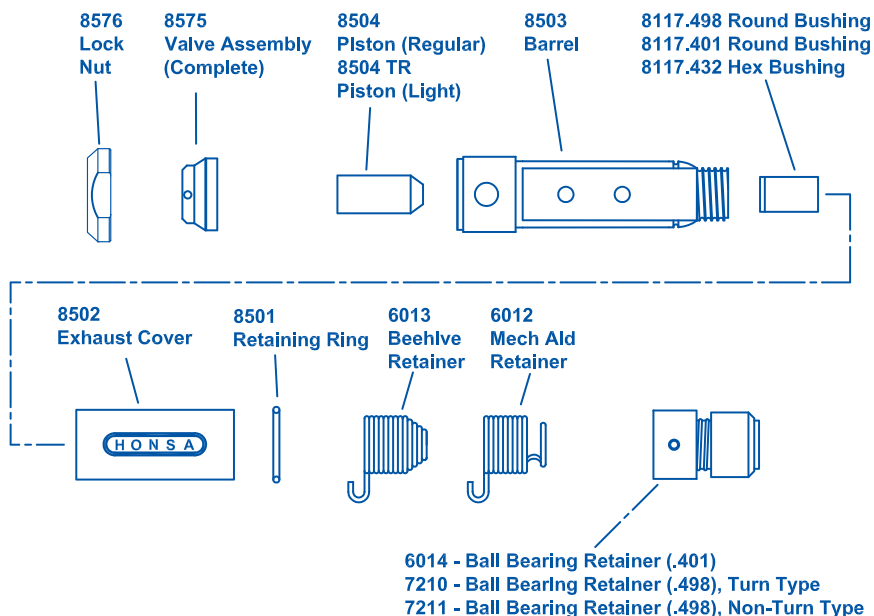 8576
Lock
Nut
8575
Valve Assembly
(Complete)
8504
PIston (Regular)
8504 TR
Piston (Light)
8503
Barrel
8117.498 Round Bushing
8117.401 Round Bushing
8117.432 Hex Bushing
8502
Exhaust Cover
8501
Retaining Ring
6013
BeehIve
Retainer
6012
Mech AId
Retainer
HONSA
6014 - Ball Bearing Retainer (.401)
7210 - Ball BearIng Retainer (.498), Turn Type
7211 - Ball Bearing Retainer (.498), Non-Turn Type